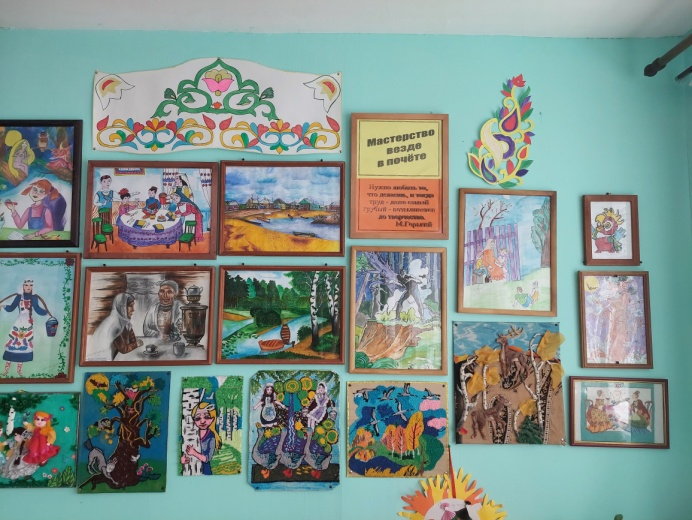 Мастерство
везде
в почёте
Нужно любить то,
что делаешь, и тогда
труд - даже самый
грубый - возвышается
до творчества.
М.Горький